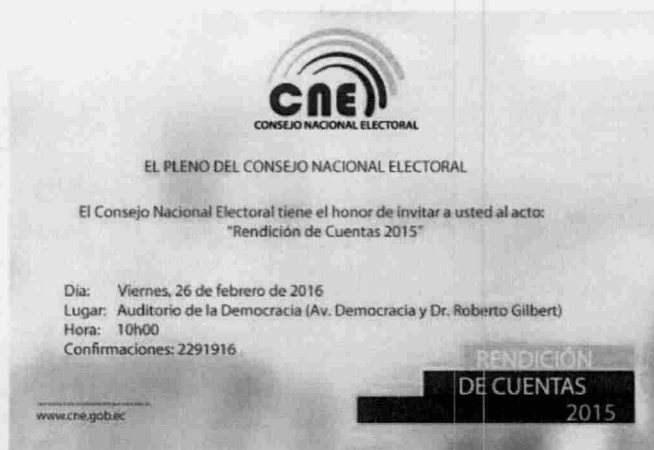 CNE
CONSEJO NACIONAL ELECTORAL
EL PLENO DEL CONSEJO NACIONAL ELECTORAL
El Consejo Nacional Electoral tiene el honor de invitar a usted al acto:
"Rendición de Cuentas 2015"
Día: Viernes, 26 de febrero de 2016
Lugar: Auditorio de la Democracia (Av. Democracia y Dr. Roberto Gilbert)
Hora: 10h00
Confirmaciones: 2291916
RENDICIÓN
DE CUENTAS
2015
www.cne.gob.ec